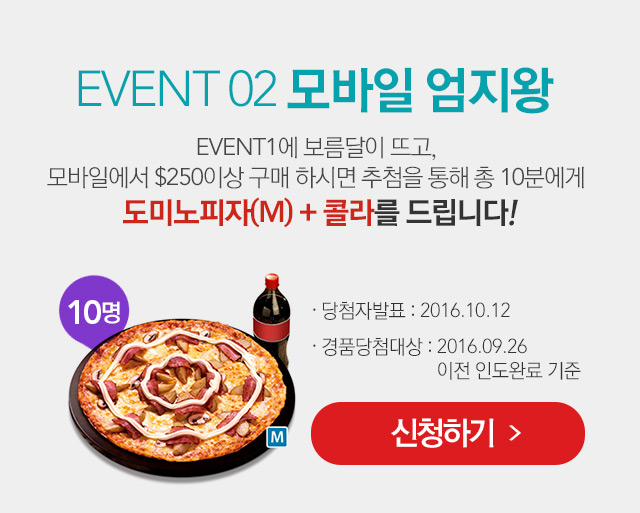 EVENT 02 모바일 엄지왕
EVENT1에 보름달이 뜨고,
모바일에서 $250이상 구매 하시면 추첨을 통해 총 10분에게
도미노피자(M) + 콜라를 드립니다!
10명
· 당첨자발표 : 2016.10.12
· 경품당첨대상 : 2016.09.26
이전 인도완료 기준
M
신청하기 >